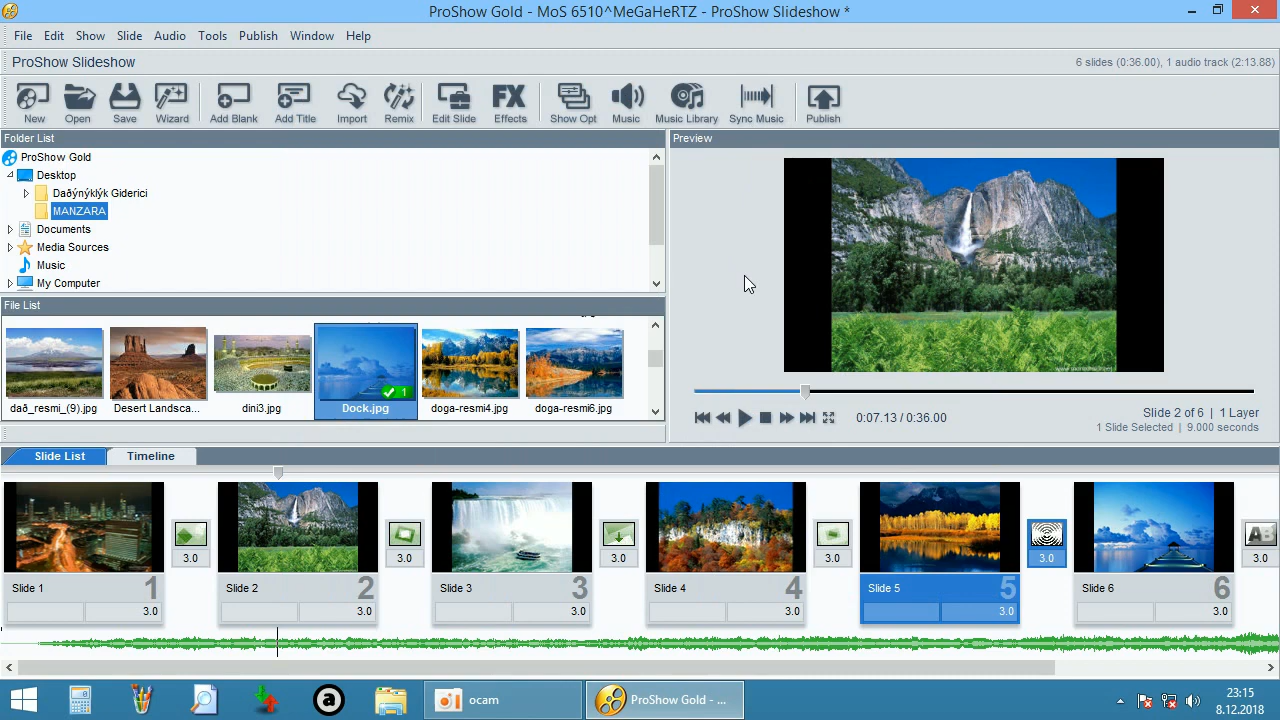 ProShow Gold - MoS 6510^MeGaHeRTZ - ProShow Slideshow *
File Edit Show Slide Audio Tools Publish Window Help
ProShow Slideshow
6 slides (0:36.00), 1 audio track (2:13.88)
New Open Save Wizard Add Blank Add Title Import Remix Edit Slide Effects Show Opt Music Music Library Sync Music Publish
FX
Folder List
ProShow Gold
Desktop
Daðýnýklýk Giderici
MANZARA
Documents
Media Sources
Music
My Computer
Preview
File List
1
dað_resmi_(9).jpg Desert Landsca... dini3.jpg Dock.jpg doga-resmi4.jpg doga-resmi6.jpg
0:07.13 / 0:36.00
Slide 2 of 6 | 1 Layer
1 Slide Selected | 9.000 seconds
Slide List Timeline
AB
3.0 3.0 3.0 3.0 3.0 3.0
Slide 1 1 Slide 2 2 Slide 3 3 Slide 4 4 Slide 5 5 Slide 6 6
3.0 3.0 3.0 3.0 3.0 3.0
a
ocam
ProShow Gold - ...
23:15
8.12.2018